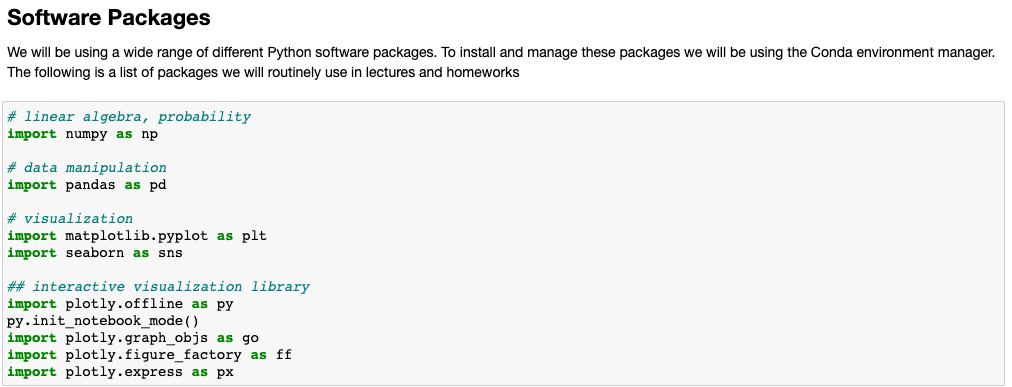 Software Packages
We will be using a wide range of different Python software packages. To install and manage these packages we will be using the Conda environment manager.
The following is a list of packages we will routinely use in lectures and homeworks
# linear algebra, probability
import numpy as np
# data manipulation
import pandas as pd
# visualization
import matplotlib.pyplot as plt
import seaborn as sns
## interactive visualization library
import plotly.offline as py
py.init_notebook_mode()
import plotly.graph_objs as go
import plotly.figure_factory as ff
import plotly.express as px